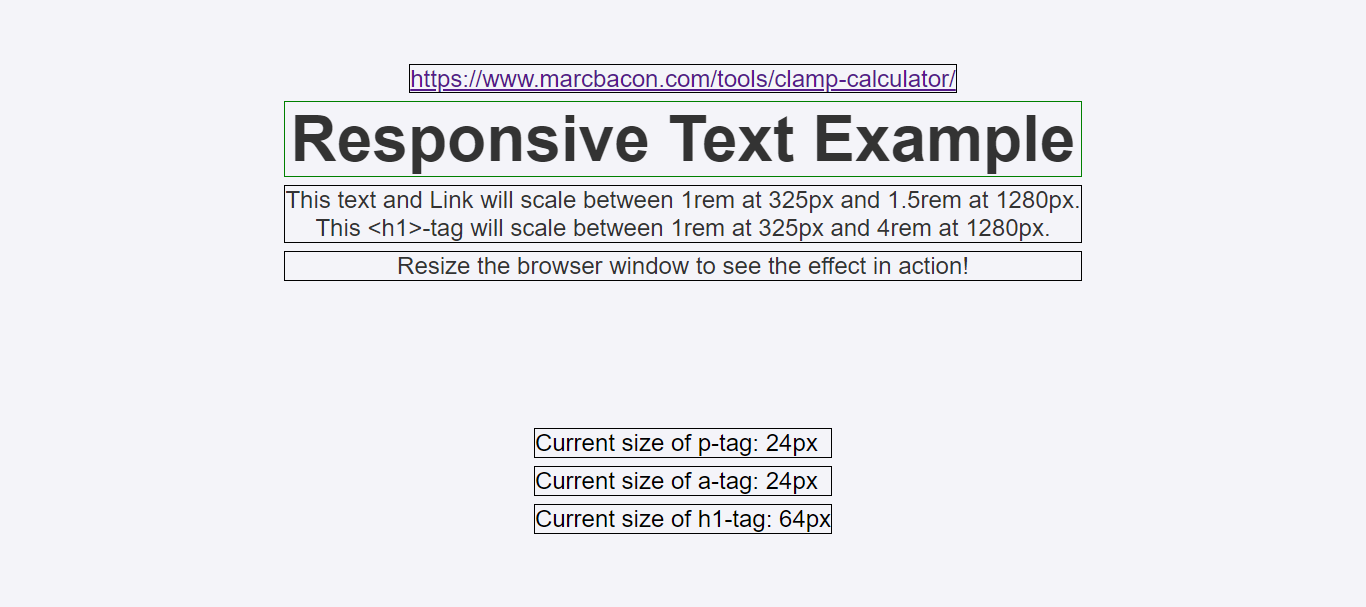 https://www.marcbacon.com/tools/clamp-calculator/
Responsive Text Example
This text and Link will scale between 1rem at 325px and 1.5rem at 1280px.
This <h1>-tag will scale between 1rem at 325px and 4rem at 1280px.
Resize the browser window to see the effect in action!
Current size of p-tag: 24px
Current size of a-tag: 24px
Current size of h1-tag: 64px